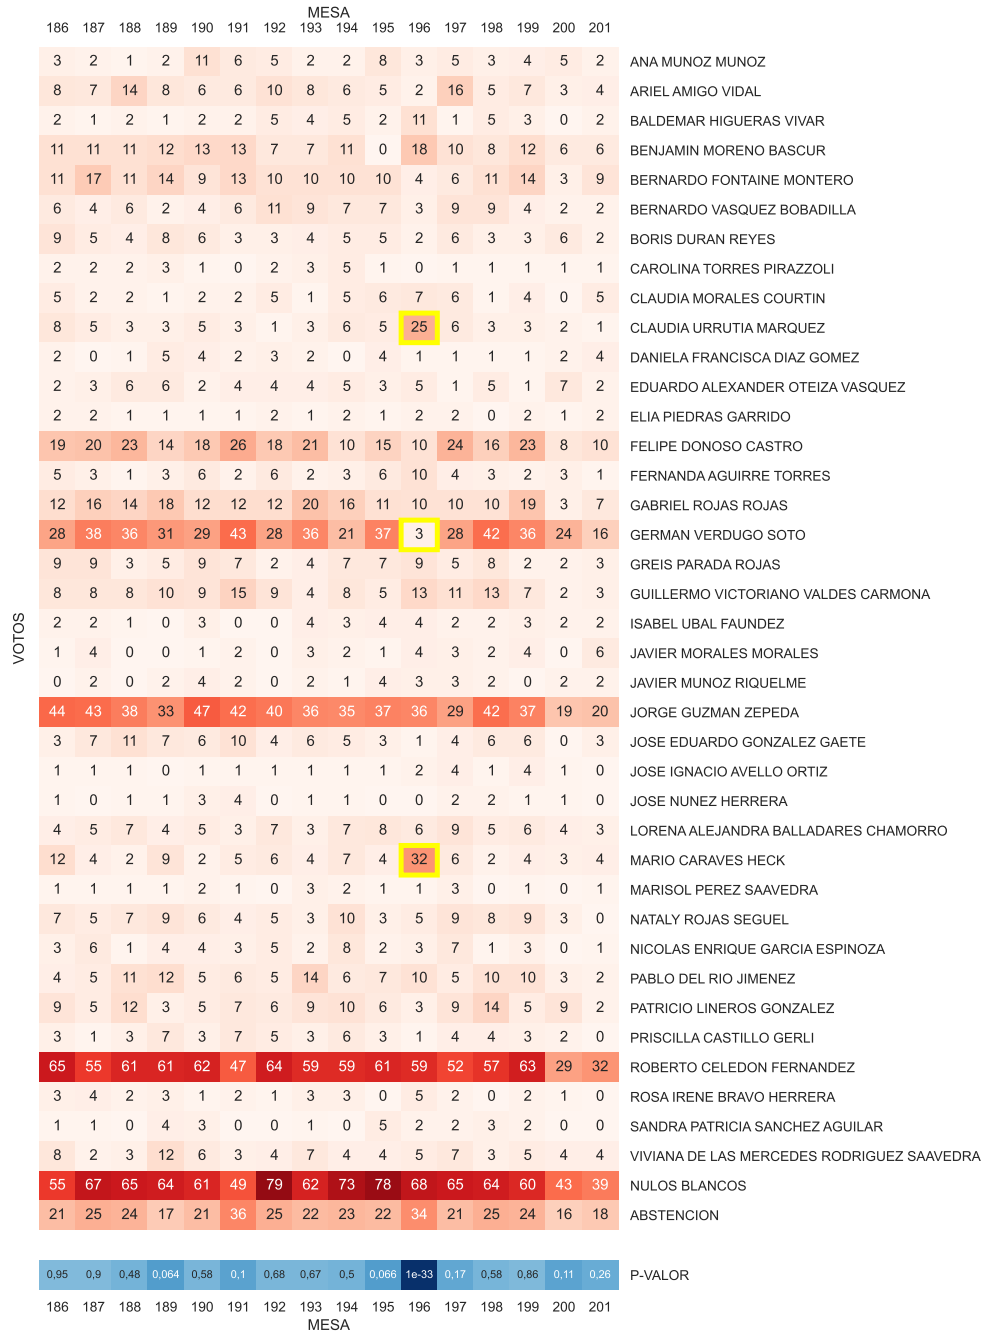 MESA
186 187 188 189 190 191 192 193 194 195 196 197 198 199 200 201
3 2 1 2 11 6 5 2 2 8 3 5 3 4 5 2 ANA MUNOZ MUNOZ
8 7 14 8 6 6 10 8 6 5 2 16 5 7 3 4 ARIEL AMIGO VIDAL
2 1 2 1 2 2 5 4 5 2 11 1 5 3 0 2 BALDEMAR HIGUERAS VIVAR
11 11 11 12 13 13 7 7 11 0 18 10 8 12 6 6 BENJAMIN MORENO BASCUR
11 17 11 14 9 13 10 10 10 10 4 6 11 14 3 9 BERNARDO FONTAINE MONTERO
6 4 6 2 4 6 11 9 7 7 3 9 9 4 2 2 BERNARDO VASQUEZ BOBADILLA
9 5 4 8 6 3 3 4 5 5 2 6 3 3 6 2 BORIS DURAN REYES
2 2 2 3 1 0 2 3 5 1 0 1 1 1 1 1 CAROLINA TORRES PIRAZZOLI
5 2 2 1 2 2 5 1 5 6 7 6 1 4 0 5 CLAUDIA MORALES COURTIN
8 5 3 3 5 3 1 3 6 5 25 6 3 3 2 1 CLAUDIA URRUTIA MARQUEZ
2 0 1 5 4 2 3 2 0 4 1 1 1 1 2 4 DANIELA FRANCISCA DIAZ GOMEZ
2 3 6 6 2 4 4 4 5 3 5 1 5 1 7 2 EDUARDO ALEXANDER OTEIZA VASQUEZ
2 2 1 1 1 1 2 1 2 1 2 2 0 2 1 2 ELIA PIEDRAS GARRIDO
19 20 23 14 18 26 18 21 10 15 10 24 16 23 8 10 FELIPE DONOSO CASTRO
5 3 1 3 6 2 6 2 3 6 10 4 3 2 3 1 FERNANDA AGUIRRE TORRES
12 16 14 18 12 12 12 20 16 11 10 10 10 19 3 7 GABRIEL ROJAS ROJAS
28 38 36 31 29 43 28 36 21 37 3 28 42 36 24 16 GERMAN VERDUGO SOTO
9 9 3 5 9 7 2 4 7 7 9 5 8 2 2 3 GREIS PARADA ROJAS
8 8 8 10 9 15 9 4 8 5 13 11 13 7 2 3 GUILLERMO VICTORIANO VALDES CARMONA
VOTOS
2 2 1 0 3 0 0 4 3 4 4 2 2 3 2 2 ISABEL UBAL FAUNDEZ
1 4 0 0 1 2 0 3 2 1 4 3 2 4 0 6 JAVIER MORALES MORALES
0 2 0 2 4 2 0 2 1 4 3 3 2 0 2 2 JAVIER MUNOZ RIQUELME
44 43 38 33 47 42 40 36 35 37 36 29 42 37 19 20 JORGE GUZMAN ZEPEDA
3 7 11 7 6 10 4 6 5 3 1 4 6 6 0 3 JOSE EDUARDO GONZALEZ GAETE
1 1 1 0 1 1 1 1 1 1 2 4 1 4 1 0 JOSE IGNACIO AVELLO ORTIZ
1 0 1 1 3 4 0 1 1 0 0 2 2 1 1 0 JOSE NUNEZ HERRERA
4 5 7 4 5 3 7 3 7 8 6 9 5 6 4 3 LORENA ALEJANDRA BALLADARES CHAMORRO
12 4 2 9 2 5 6 4 7 4 32 6 2 4 3 4 MARIO CARAVES HECK
1 1 1 1 2 1 0 3 2 1 1 3 0 1 0 1 MARISOL PEREZ SAAVEDRA
7 5 7 9 6 4 5 3 10 3 5 9 8 9 3 0 NATALY ROJAS SEGUEL
3 6 1 4 4 3 5 2 8 2 3 7 1 3 0 1 NICOLAS ENRIQUE GARCIA ESPINOZA
4 5 11 12 5 6 5 14 6 7 10 5 10 10 3 2 PABLO DEL RIO JIMENEZ
9 5 12 3 5 7 6 9 10 6 3 9 14 5 9 2 PATRICIO LINEROS GONZALEZ
3 1 3 7 3 7 5 3 6 3 1 4 4 3 2 0 PRISCILLA CASTILLO GERLI
65 55 61 61 62 47 64 59 59 61 59 52 57 63 29 32 ROBERTO CELEDON FERNANDEZ
3 4 2 3 1 2 1 3 3 0 5 2 0 2 1 0 ROSA IRENE BRAVO HERRERA
1 1 0 4 3 0 0 1 0 5 2 2 3 2 0 0 SANDRA PATRICIA SANCHEZ AGUILAR
8 2 3 12 6 3 4 7 4 4 5 7 3 5 4 4 VIVIANA DE LAS MERCEDES RODRIGUEZ SAAVEDRA
55 67 65 64 61 49 79 62 73 78 68 65 64 60 43 39 NULOS BLANCOS
21 25 24 17 21 36 25 22 23 22 34 21 25 24 16 18 ABSTENCION
0,95 0,9 0,48 0,064 0,58 0,1 0,68 0,67 0,5 0,066 1e-33 0,17 0,58 0,86 0,11 0,26 P-VALOR
186 187 188 189 190 191 192 193 194 195 196 197 198 199 200 201
MESA